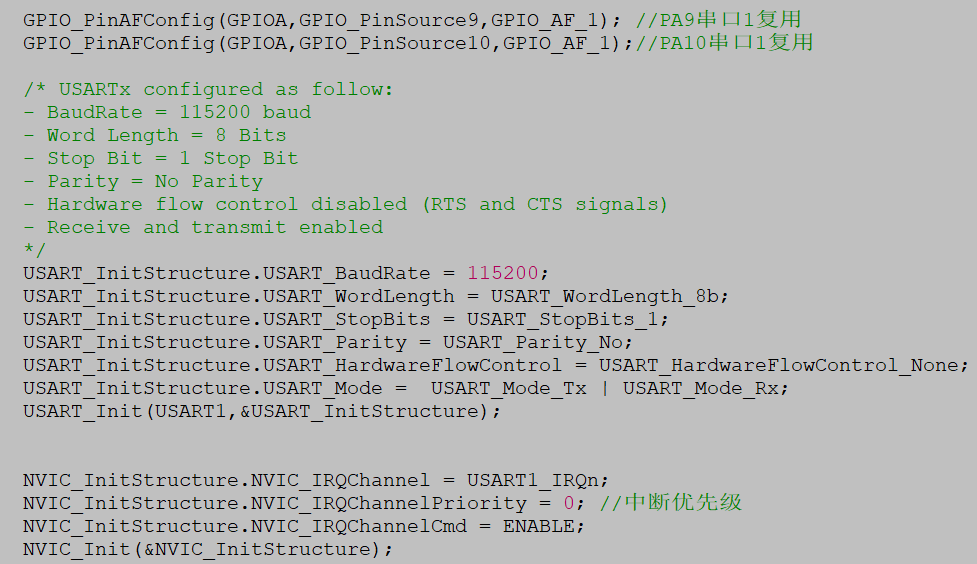 GPIO_PinAFConfig(GPIOA,GPIO_PinSource9,GPIO_AF_1); //PA9串口1复用
GPIO_PinAFConfig(GPIOA,GPIO_PinSource10,GPIO_AF_1);//PA10串口1复用
/* USARTx configured as follow:
- BaudRate = 115200 baud
- Word Length = 8 Bits
- Stop Bit = 1 Stop Bit
- Parity = No Parity
- Hardware flow control disabled (RTS and CTS signals)
- Receive and transmit enabled
*/
USART_InitStructure.USART_BaudRate = 115200;
USART_InitStructure.USART_WordLength = USART_WordLength_8b;
USART_InitStructure.USART_StopBits = USART_StopBits_1;
USART_InitStructure.USART_Parity = USART_Parity_No;
USART_InitStructure.USART_HardwareFlowControl = USART_HardwareFlowControl_None;
USART_InitStructure.USART_Mode =  USART_Mode_Tx | USART_Mode_Rx;
USART_Init(USART1,&USART_InitStructure);
NVIC_InitStructure.NVIC_IRQChannel = USART1_IRQn;
NVIC_InitStructure.NVIC_IRQChannelPriority = 0; //中断优先级
NVIC_InitStructure.NVIC_IRQChannelCmd = ENABLE;
NVIC_Init(&NVIC_InitStructure);